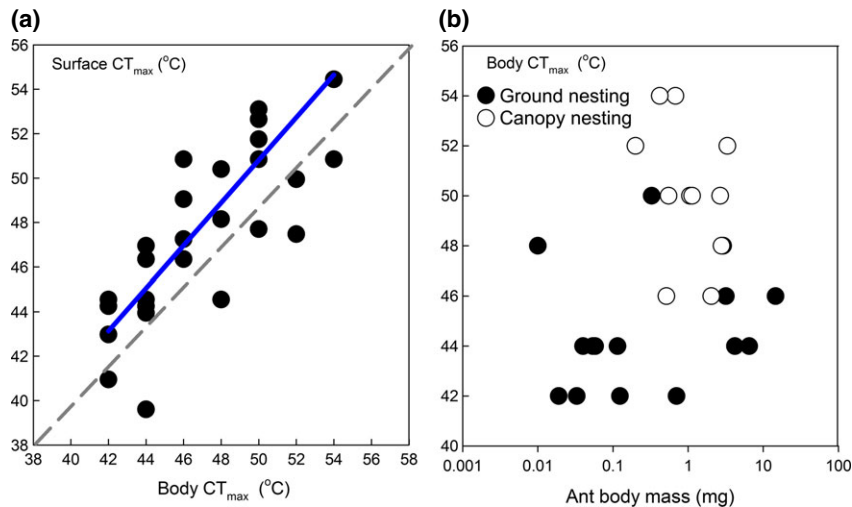 (a)
Surface CTmax (°C)
56
54
52
50
48
46
44
42
40
38
38 40 42 44 46 48 50 52 54 56 58
Body CTmax (°C)
(b)
Body CTmax (°C)
Ground nesting
Canopy nesting
56
54
52
50
48
46
44
42
40
0.001 0.01 0.1 1 10 100
Ant body mass (mg)